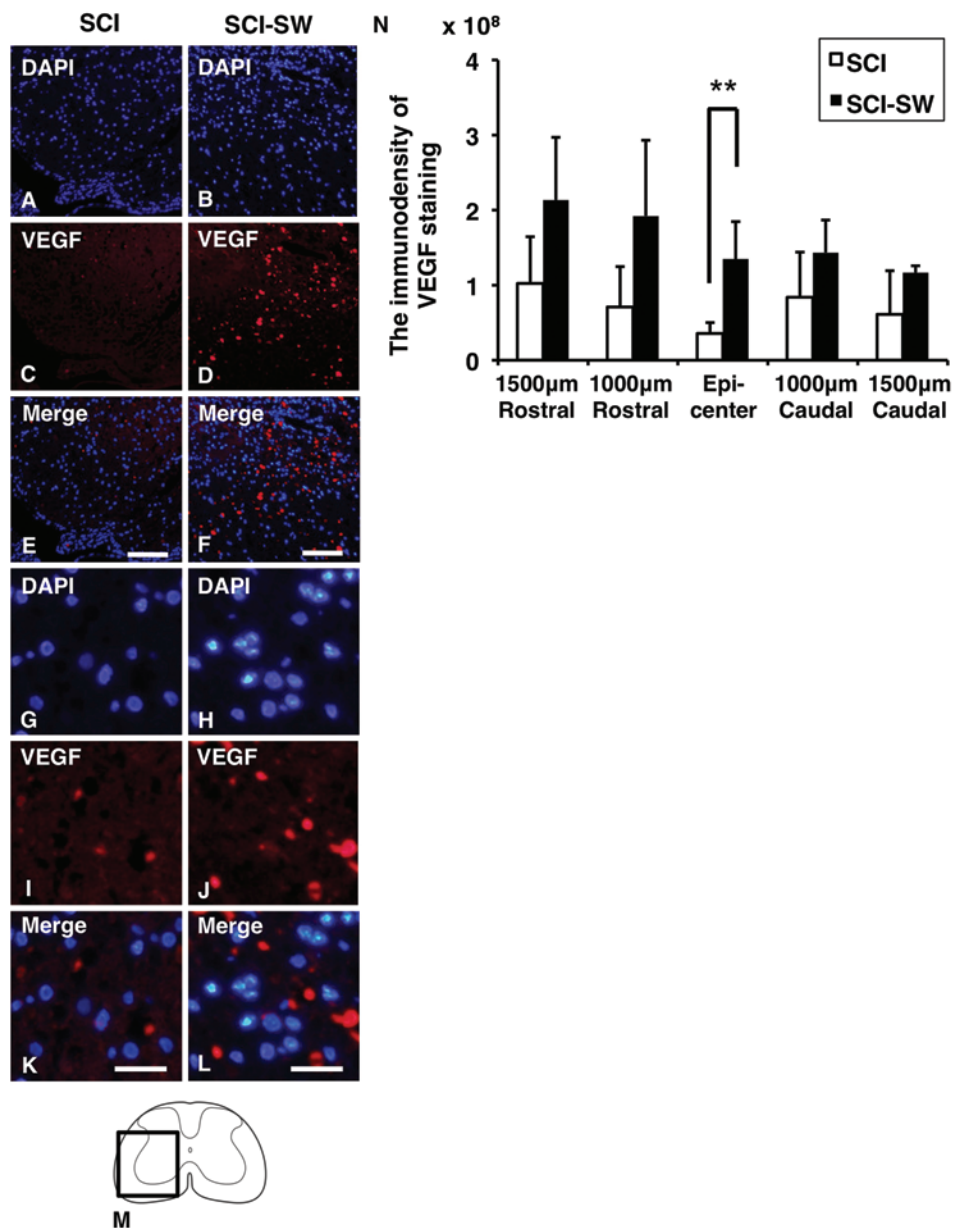 SCI SCI-SW
DAPI DAPI
A B
VEGF VEGF
C D
Merge Merge
E F
DAPI DAPI
G H
VEGF VEGF
I J
Merge Merge
K L
M
N x 10⁸
The immunodensity of
VEGF staining
4
3
2
1
0
**
SCI
SCI-SW
1500µm 1000µm Epi- 1000µm 1500µm
Rostral Rostral center Caudal Caudal